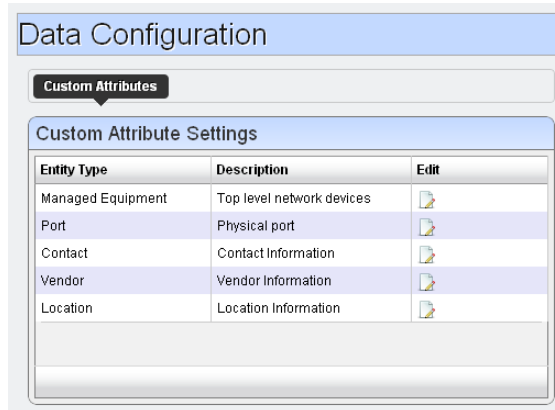 Data Configuration
Custom Attributes
Custom Attribute Settings
Entity Type Description Edit
Managed Equipment Top level network devices
Port Physical port
Contact Contact Information
Vendor Vendor Information
Location Location Information